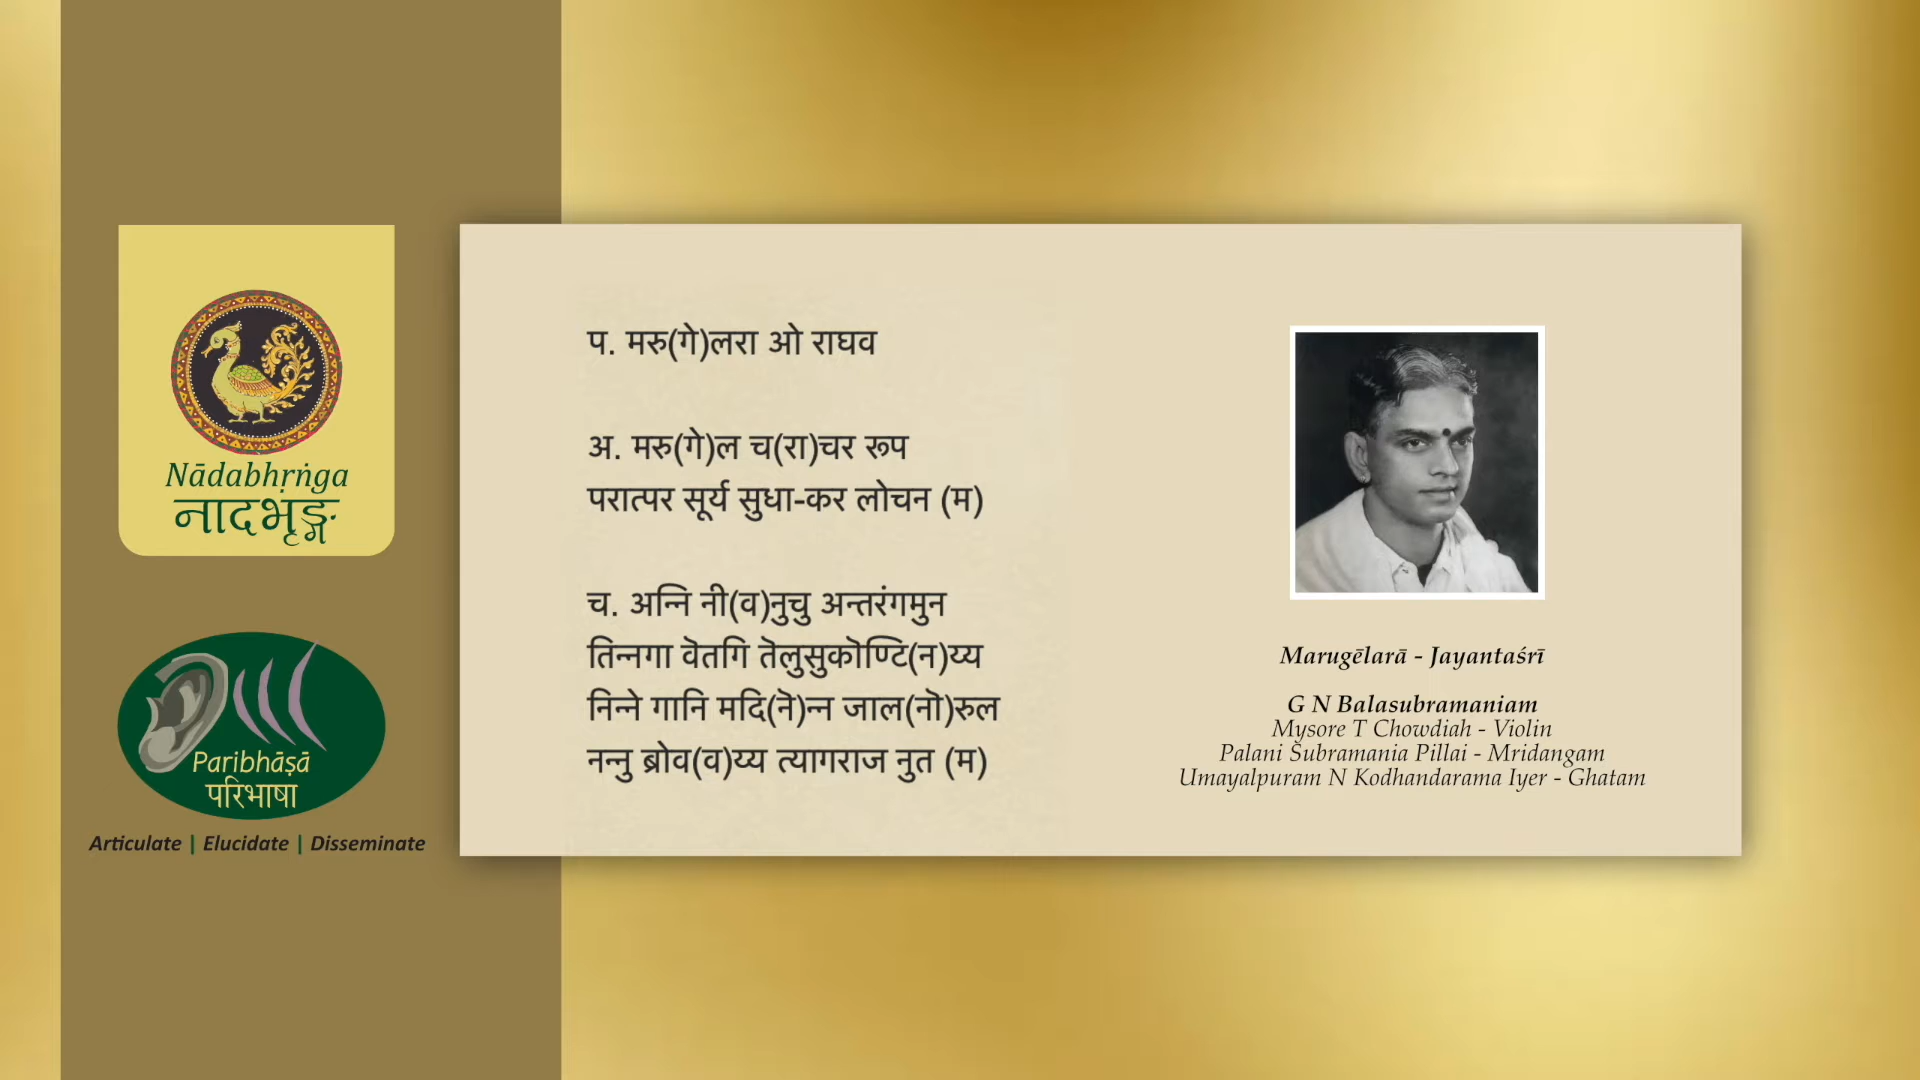 Nādabhṛṅga
नादभृङ्ग
Paribhāṣā
परिभाषा
Articulate | Elucidate | Disseminate
प. मरु(गे)लरा ओ राघव
अ. मरु(गे)ल च(रा)चर रूप
परात्पर सूर्य सुधा-कर लोचन (म)
च. अन्नि नी(व)नुचु अन्तरंगमुन
तिन्नगा वॆतगि तॆलुसुकॊण्टि(न)य्य
निन्ने गानि मदि(नॆ)न्न जाल(नॊ)रुल
नन्नु ब्रोव(व)य्य त्यागराज नुत (म)
Marugēlarā - Jayantaśrī
G N Balasubramaniam
Mysore T Chowdiah - Violin
Palani Subramania Pillai - Mridangam
Umayalpuram N Kodhandarama Iyer - Ghatam